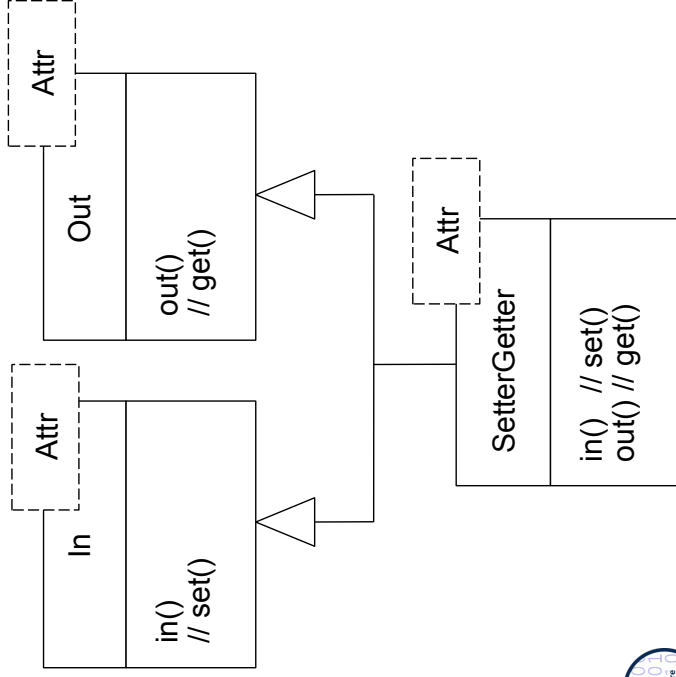 Attr
In
in()
// set()
Attr
Out
out()
// get()
Attr
SetterGetter
in()   // set()
out() // get()